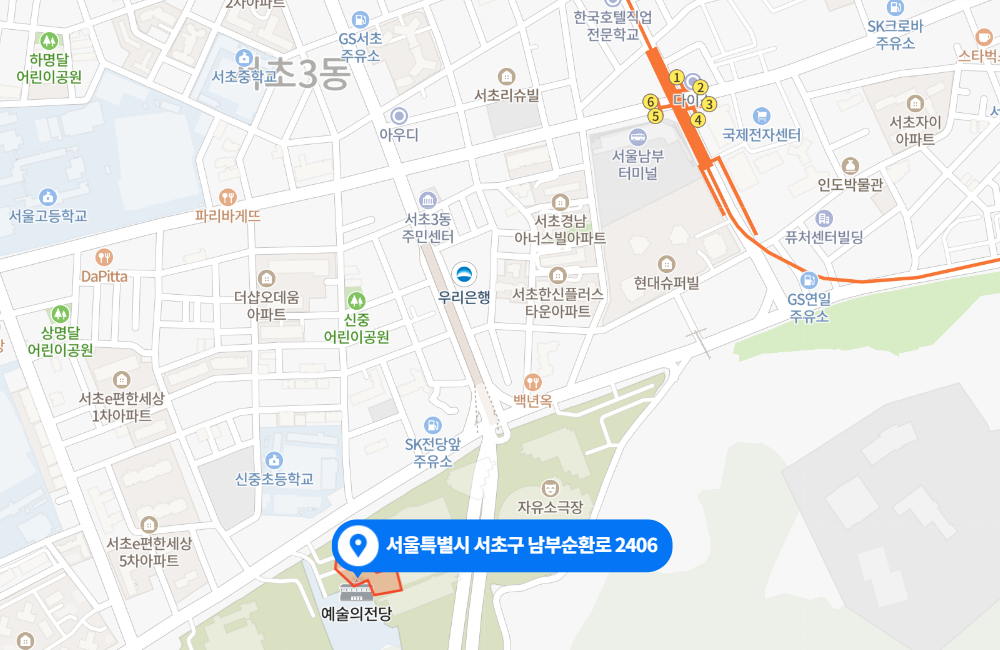 2차아파트
한국호텔직업
전문학교
SK크로바
주유소
GS서초
주유소
하명달
어린이공원
서초중학교
서초3동
스타벅스
서초리슈빌
1
2
3
4
5
6
아우디
국제전자센터
서초자이
아파트
서울남부
터미널
인도박물관
서울고등학교
파리바게뜨
서초3동
주민센터
서초경남
아너스빌아파트
퓨처센터빌딩
DaPitta
우리은행
현대슈퍼빌
더샵오데움
아파트
서초한신플러스
타운아파트
GS연일
주유소
상명달
어린이공원
신중
어린이공원
서초e편한세상
1차아파트
백년옥
SK전당앞
주유소
신중초등학교
자유소극장
서초e편한세상
5차아파트
서울특별시 서초구 남부순환로 2406
예술의전당